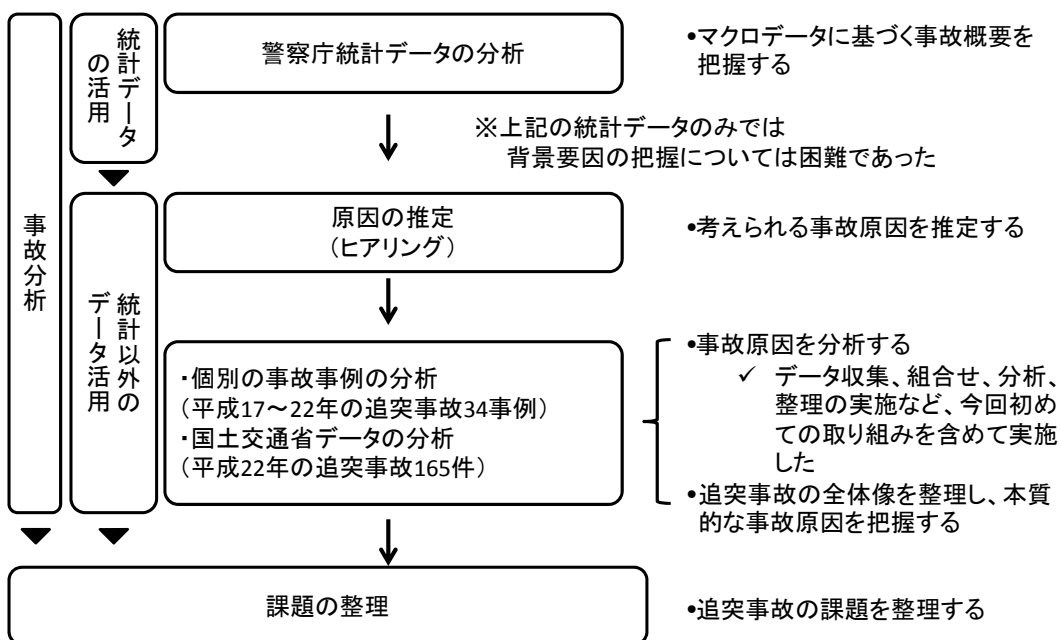 事故分析
統計データ
の活用
警察庁統計データの分析
•マクロデータに基づく事故概要を
把握する
※上記の統計データのみでは
背景要因の把握については困難であった
統計以外の
データ活用
原因の推定
(ヒアリング)
•考えられる事故原因を推定する
・個別の事故事例の分析
(平成17～22年の追突事故34事例)
・国土交通省データの分析
(平成22年の追突事故165件)
•事故原因を分析する
✓ データ収集、組合せ、分析、
整理の実施など、今回初め
ての取り組みを含めて実施
した
•追突事故の全体像を整理し、本質
的な事故原因を把握する
課題の整理
•追突事故の課題を整理する